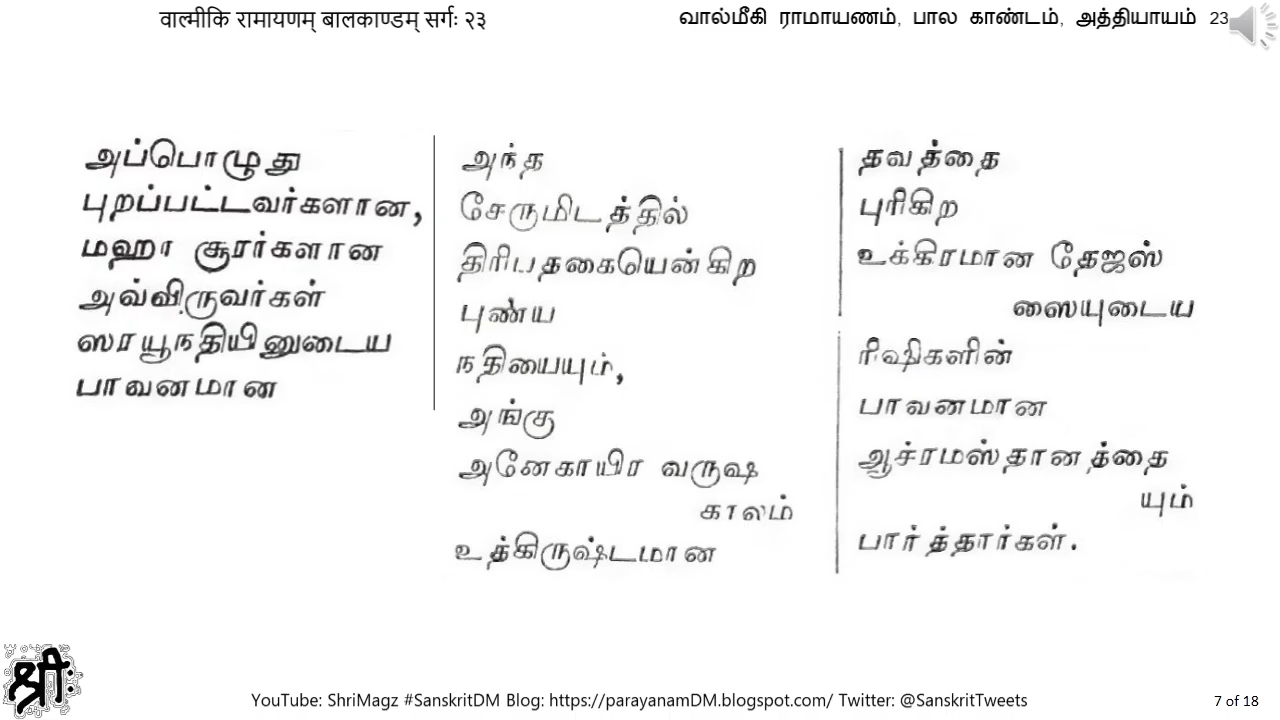 वाल्मीकि रामायणम् बालकाण्डम् सर्गः २३
வால்மீகி ராமாயணம், பால காண்டம், அத்தியாயம் 23
அப்பொழுது
புறப்பட்டவர்களான,
மஹா சூரர்களான
அவ்விருவர்கள்
ஸரயூநதியினுடைய
பாவனமான
அந்த
சேருமிடத்தில்
திரிபதகையென்கிற
புண்ய
நதியையும்,
அங்கு
அனேகாயிர வருஷ
காலம்
உத்கிருஷ்டமான
தவத்தை
புரிகிற
உக்கிரமான தேஜஸ்
ஸையுடைய
ரிஷிகளின்
பாவனமான
ஆச்ரமஸ்தானத்தை
யும்
பார்த்தார்கள்.
श्रीः
YouTube: ShriMagz #SanskritDM Blog: https://parayanamDM.blogspot.com/ Twitter: @SanskritTweets
7 of 18